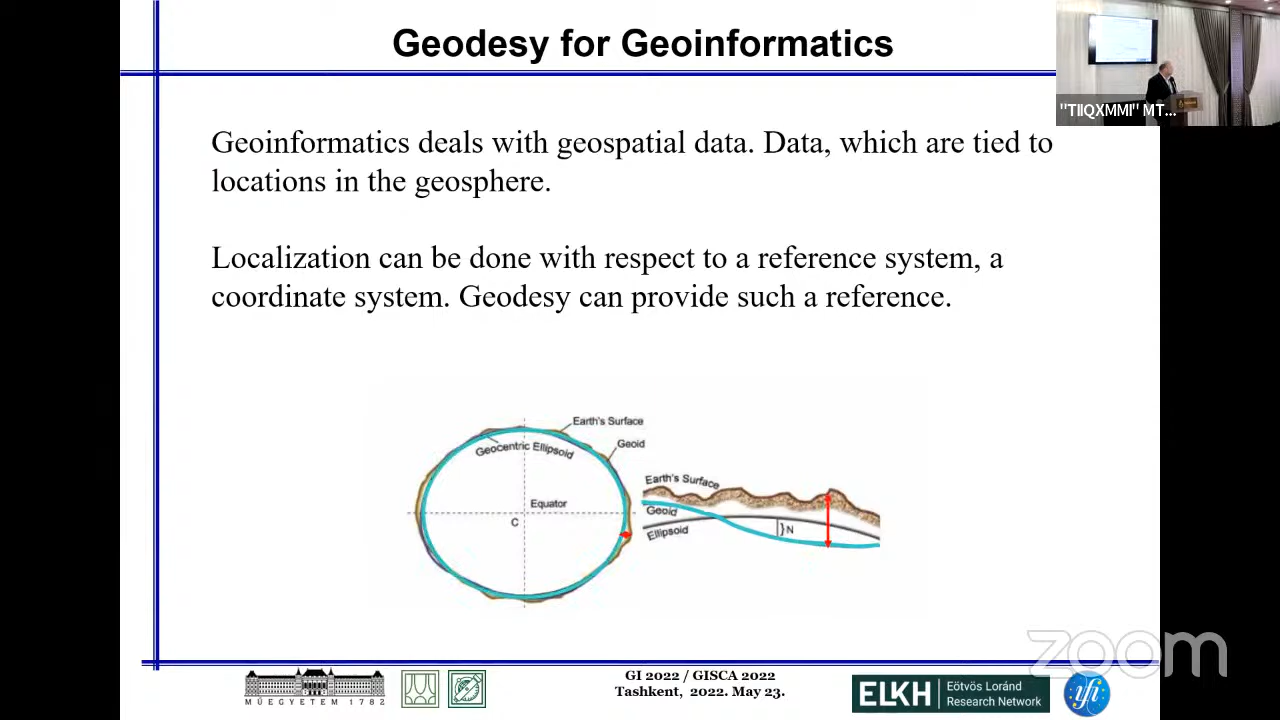 Geodesy for Geoinformatics
"TIIQXMMI" MT...
Geoinformatics deals with geospatial data. Data, which are tied to
locations in the geosphere.
Localization can be done with respect to a reference system, a
coordinate system. Geodesy can provide such a reference.
Earth's Surface
Geocentric Ellipsoid
Geoid
Equator
C
Earth's Surface
Geoid
Ellipsoid
N
zoom
MŰEGYETEM 1782
GI 2022 / GISCA 2022
Tashkent, 2022. May 23.
ELKH
Eötvös Loránd
Research Network